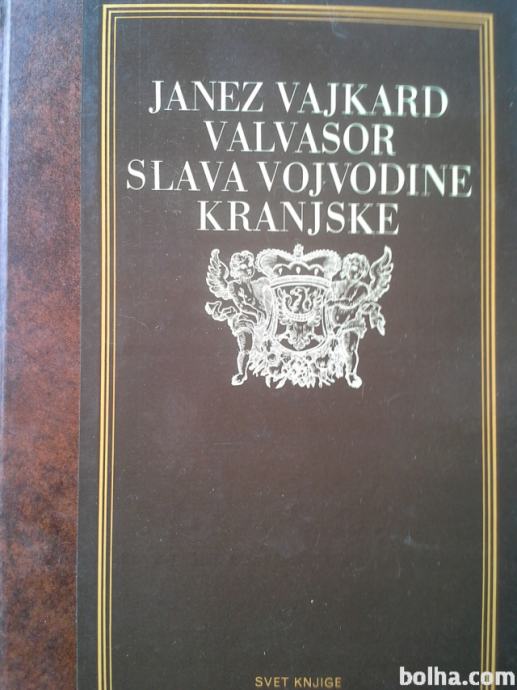 JANEZ VAJKARD
VALVASOR
SLAVA VOJVODINE
KRANJSKE
SVET KNJIGE
bolha.com